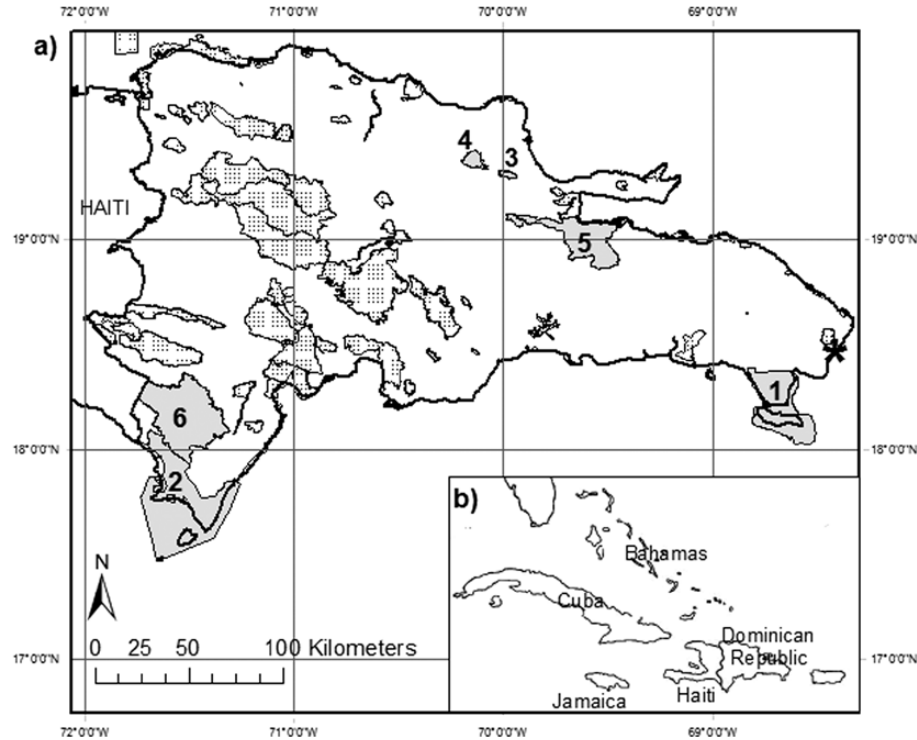 72°0'0"W 71°0'0"W 70°0'0"W 69°0'0"W
a)
4
3
HAITI
19°0'0"N 19°0'0"N
5
1
6
18°0'0"N 18°0'0"N
2
b)
Bahamas
N
Cuba
Dominican
Republic
0 25 50 100 Kilometers
17°0'0"N 17°0'0"N
Jamaica Haiti
72°0'0"W 71°0'0"W 70°0'0"W 69°0'0"W